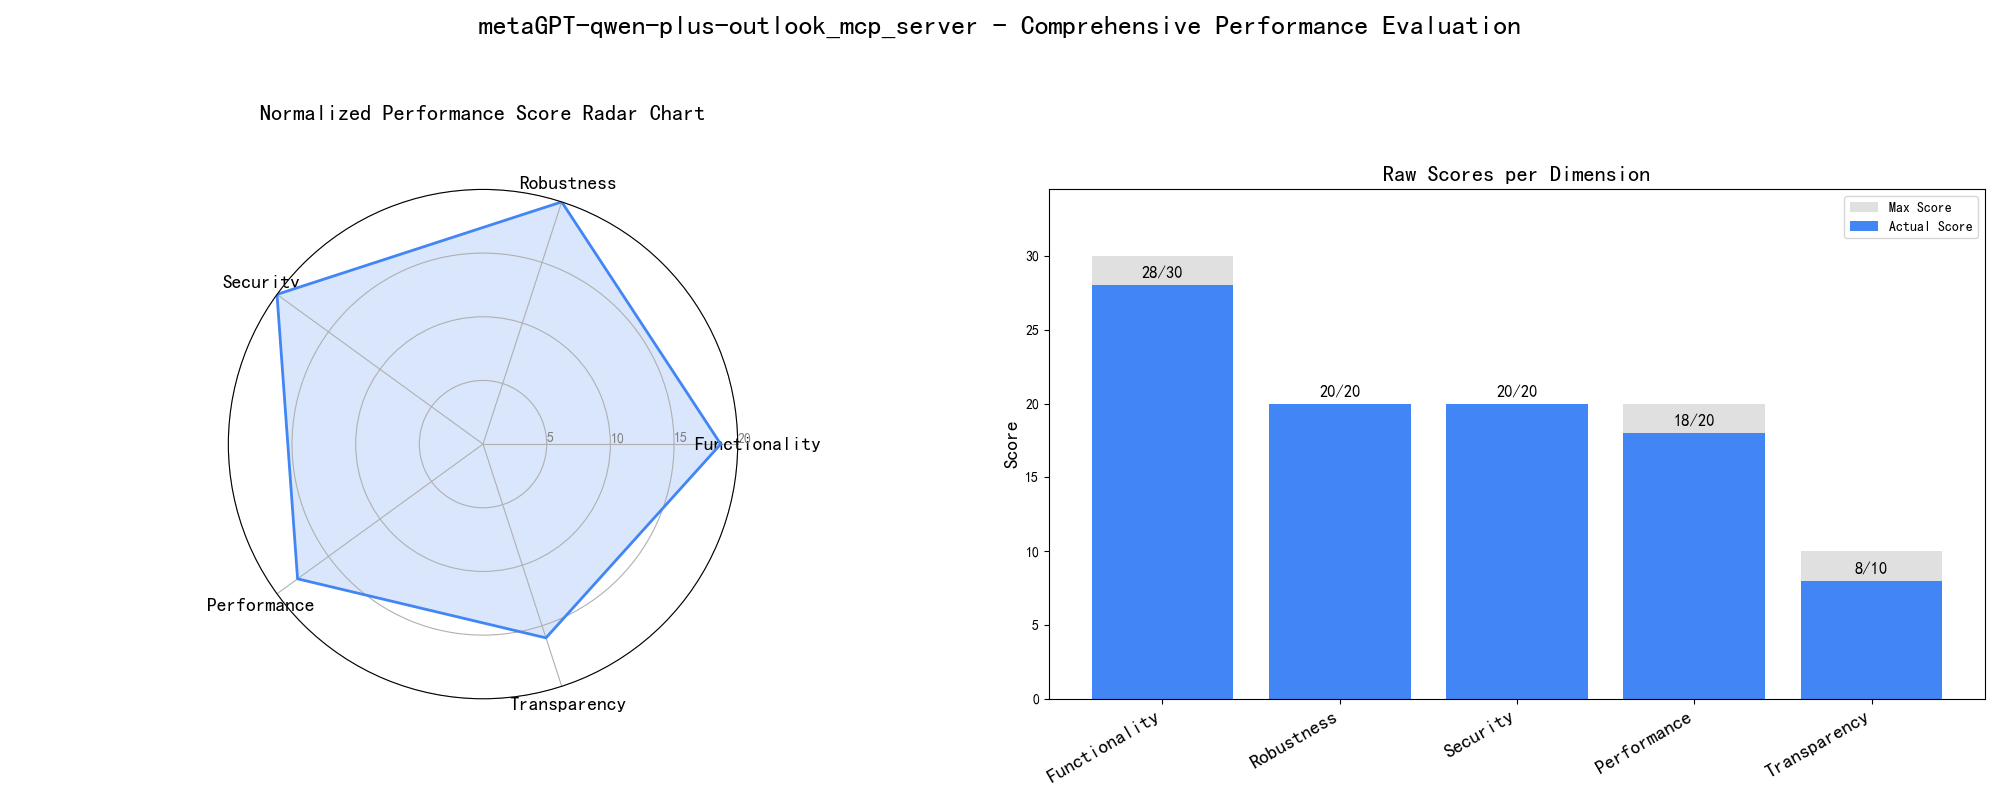 metaGPT-qwen-plus-outlook_mcp_server - Comprehensive Performance Evaluation
Normalized Performance Score Radar Chart
Robustness
Security
Functionality
5
10
15
20
Performance
Transparency
Raw Scores per Dimension
Max Score
Actual Score
Score
30
25
20
15
10
5
0
28/30
20/20
20/20
18/20
8/10
Functionality
Robustness
Security
Performance
Transparency